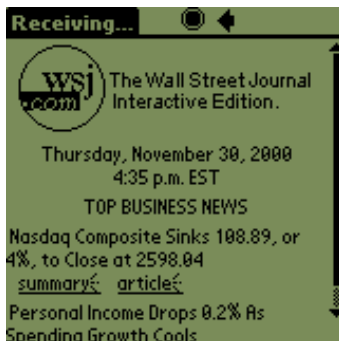 Receiving...
wsj
.com
The Wall Street Journal
Interactive Edition.
Thursday, November 30, 2000
4:35 p.m. EST
TOP BUSINESS NEWS
Nasdaq Composite Sinks 108.89, or
4%, to Close at 2598.04
summary article
Personal Income Drops 0.2% As
Spending Growth Cools